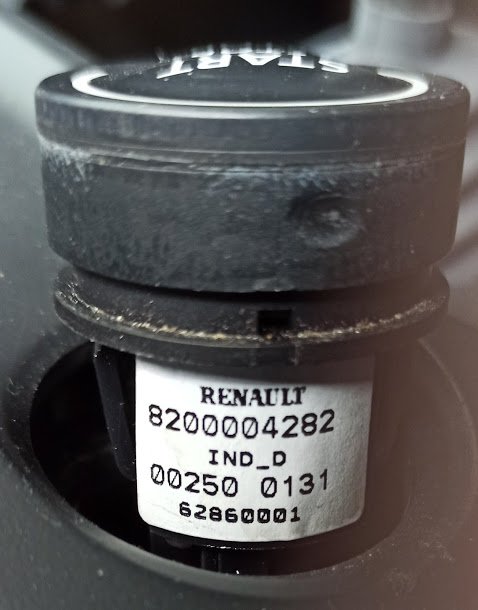 START
RENAULT
8200004282
IND_D
00250 0131
62860001